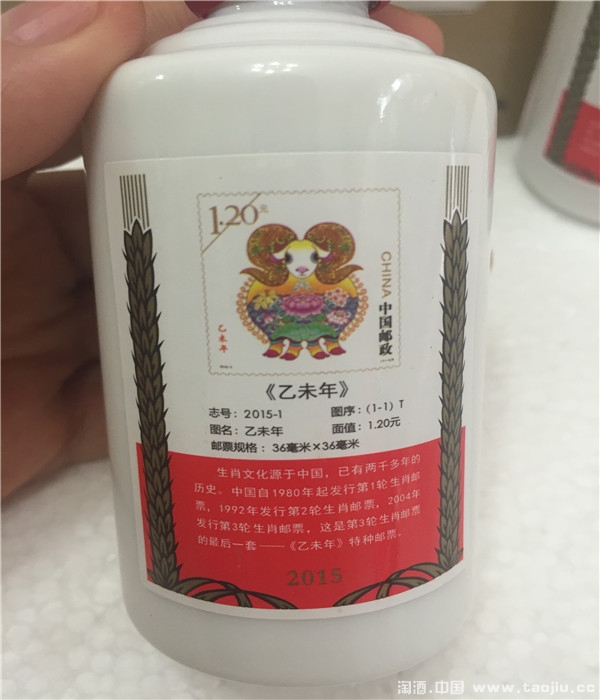 1.20元
CHINA
中国邮政
乙未年
《乙未年》
志号：2015-1 图序：(1-1) T
图名：乙未年 面值：1.20元
邮票规格：36毫米×36毫米
生肖文化源于中国，已有两千多年的
历史。中国自1980年起发行第1轮生肖邮
票，1992年发行第2轮生肖邮票，2004年
发行第3轮生肖邮票，这是第3轮生肖邮票
的最后一套——《乙未年》特种邮票。
2015
淘酒.中国 www.taojiu.cc